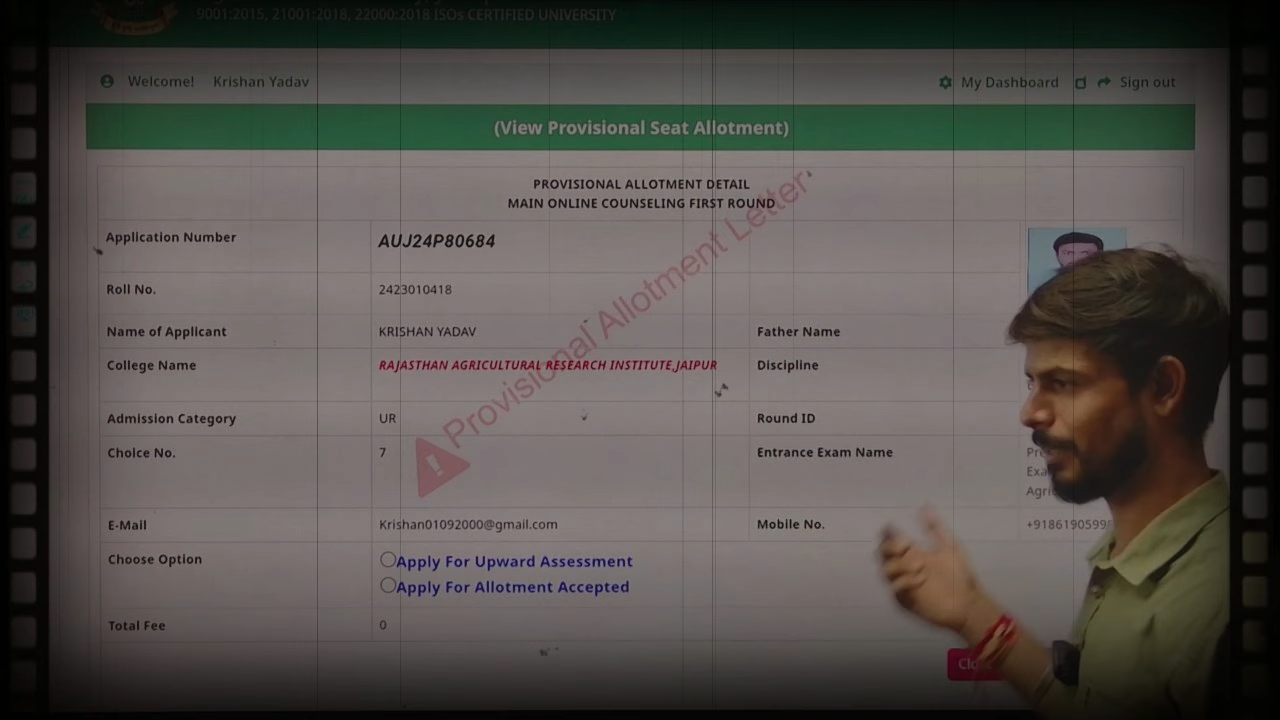 9001:2015, 21001:2018, 22000:2018 ISOs CERTIFIED UNIVERSITY
Welcome! Krishan Yadav
My Dashboard Sign out
(View Provisional Seat Allotment)
PROVISIONAL ALLOTMENT DETAIL
MAIN ONLINE COUNSELING FIRST ROUND
Application Number AUJ24P80684
Roll No. 2423010418
Name of Applicant KRISHAN YADAV Father Name
College Name RAJASTHAN AGRICULTURAL RESEARCH INSTITUTE,JAIPUR Discipline
Provisional Allotment Letter
Admission Category UR Round ID
Choice No. 7 Entrance Exam Name
E-Mail Krishan01092000@gmail.com Mobile No.
Choose Option Apply For Upward Assessment
Apply For Allotment Accepted
Total Fee 0